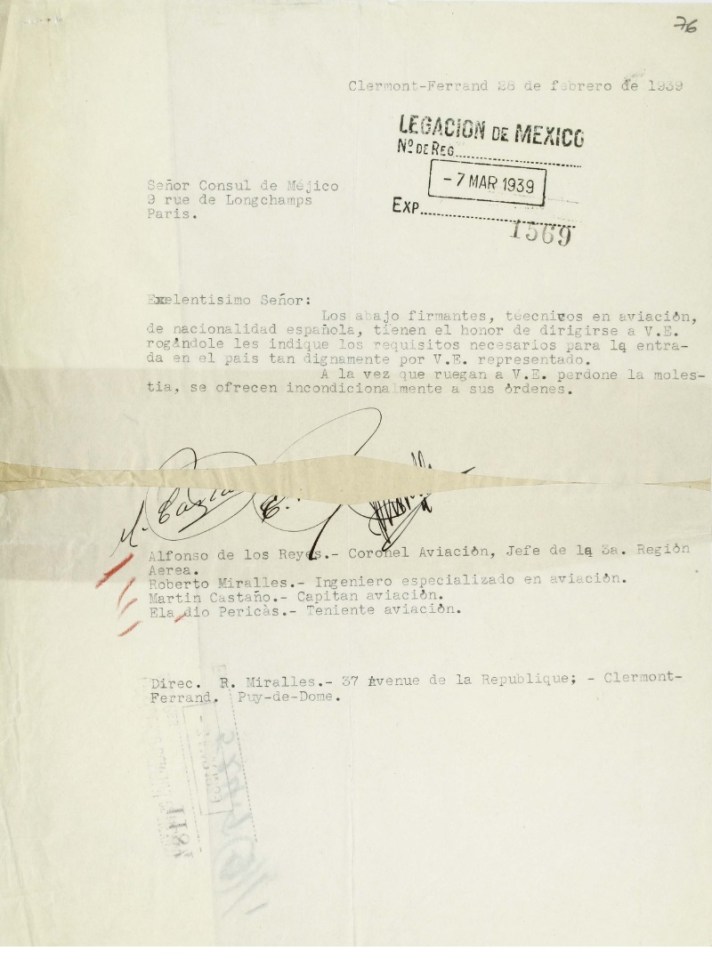 76
Clermont-Ferrand 28 de febrero de 1939
LEGACION DE MEXICO
Nº DE REG.
- 7 MAR 1939
EXP.
1569
Señor Consul de Méjico
9 rue de Longchamps
Paris.
Exelentisimo Señor:
Los abajo firmantes, tecnicos en aviación,
de nacionalidad española, tienen el honor de dirigirse a V.E.
rogándole les indique los requisitos necesarios para la entra-
da en el pais tan dignamente por V.E. representado.
A la vez que ruegan a V.E. perdone la moles-
tia, se ofrecen incondicionalmente a sus órdenes.
Alfonso de los Reyes.- Coronel Aviación, Jefe de la 3a. Región
Aerea.
Roberto Miralles.- Ingeniero especializado en aviación.
Martin Castaño.- Capitan aviación.
Eladio Pericàs.- Teniente aviación.
Direc. R. Miralles.- 37 Avenue de la Republique; - Clermont-
Ferrand. Puy-de-Dome.